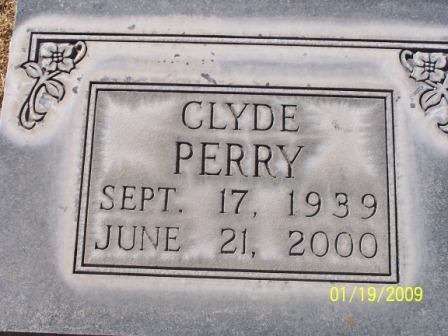 CLYDE
PERRY
SEPT. 17, 1939
JUNE 21, 2000
01/19/2009